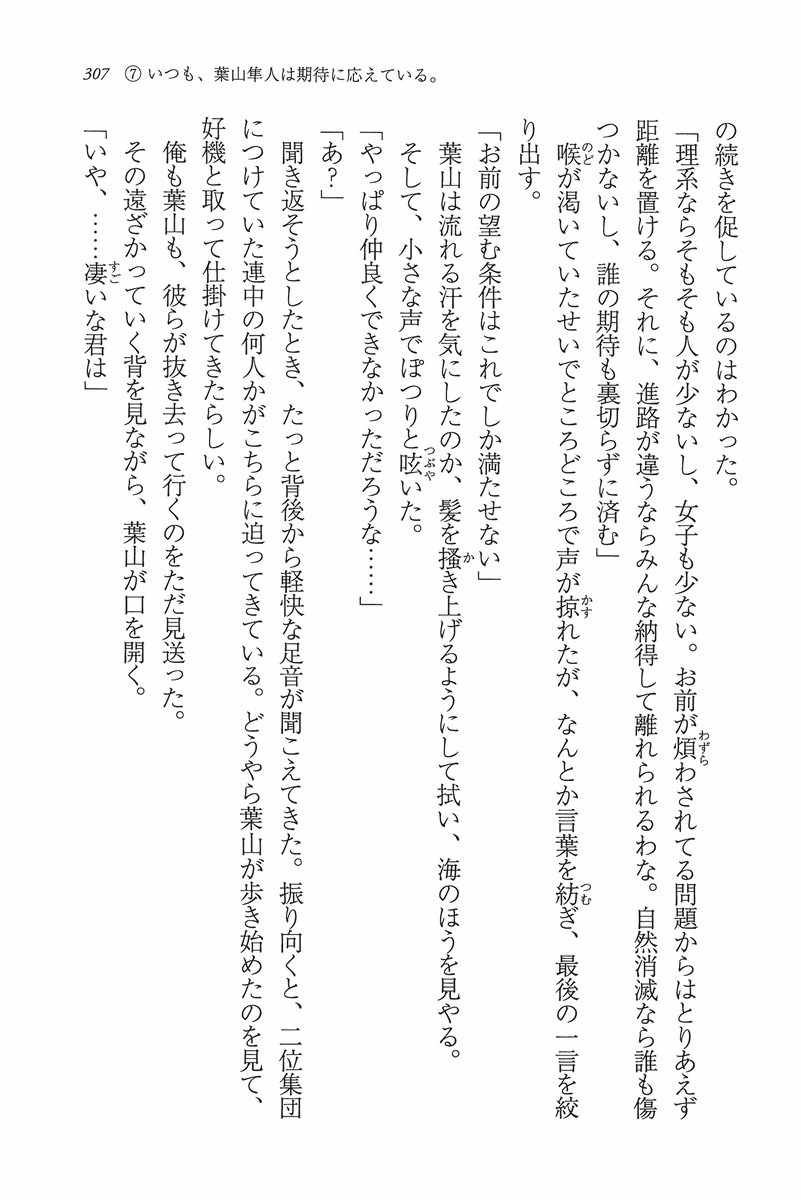 307 ⑦いつも、葉山隼人は期待に応えている。
の続きを促しているのはわかった。
「理系ならそもそも人が少ないし、女子も少ない。お前が煩わされてる問題からはとりあえず
距離を置ける。それに、進路が違うならみんな納得して離れられるわな。自然消滅なら誰も傷
つかないし、誰の期待も裏切らずに済む」
喉が渇いていたせいでところどころで声が掠れたが、なんとか言葉を紡ぎ、最後の一言を絞
り出す。
「お前の望む条件はこれでしか満たせない」
葉山は流れる汗を気にしたのか、髪を掻き上げるようにして拭い、海のほうを見やる。
そして、小さな声でぽつりと呟いた。
「やっぱり仲良くできなかっただろうな……」
「あ？」
聞き返そうとしたとき、たっと背後から軽快な足音が聞こえてきた。振り向くと、二位集団
につけていた連中の何人かがこちらに迫ってきている。どうやら葉山が歩き始めたのを見て、
好機と取って仕掛けてきたらしい。
俺も葉山も、彼らが抜き去って行くのをただ見送った。
その遠ざかっていく背を見ながら、葉山が口を開く。
「いや、……凄いな君は」